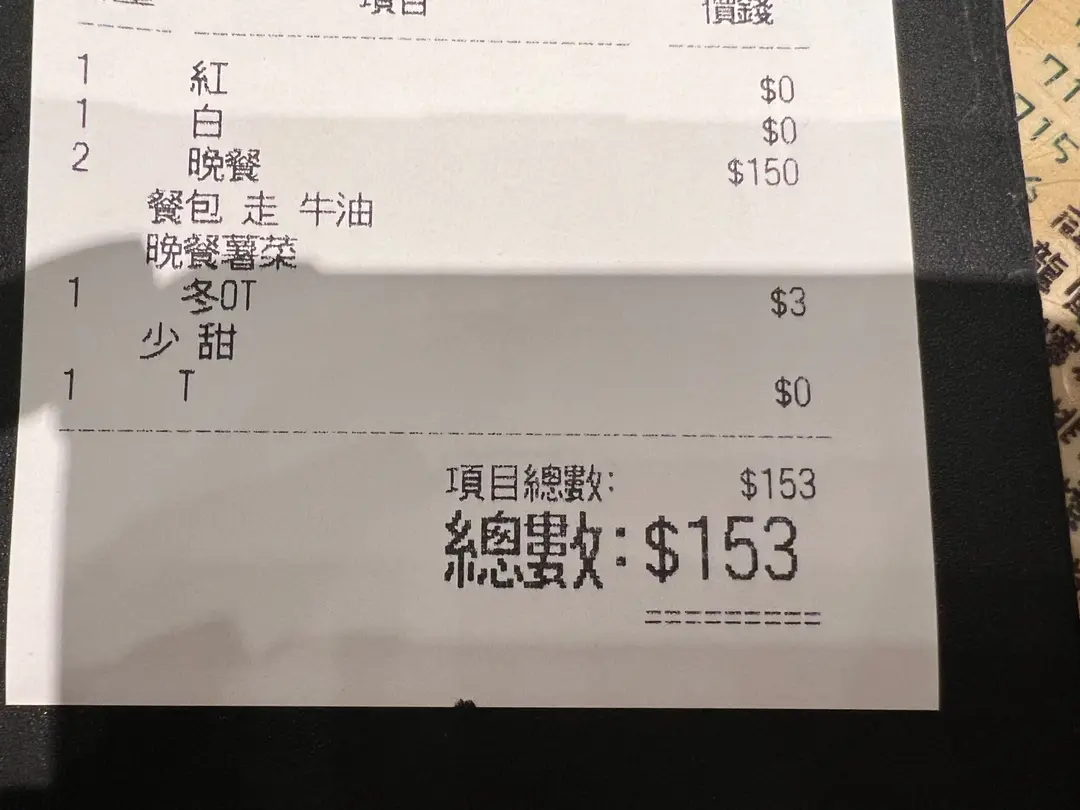 項目 價錢
1 紅 $0
1 白 $0
2 晚餐 $150
餐包 走 牛油
晚餐薯菜
1 冬OT $3
少 甜
1 T $0
項目總數: $153
總數:$153
=========
71
715